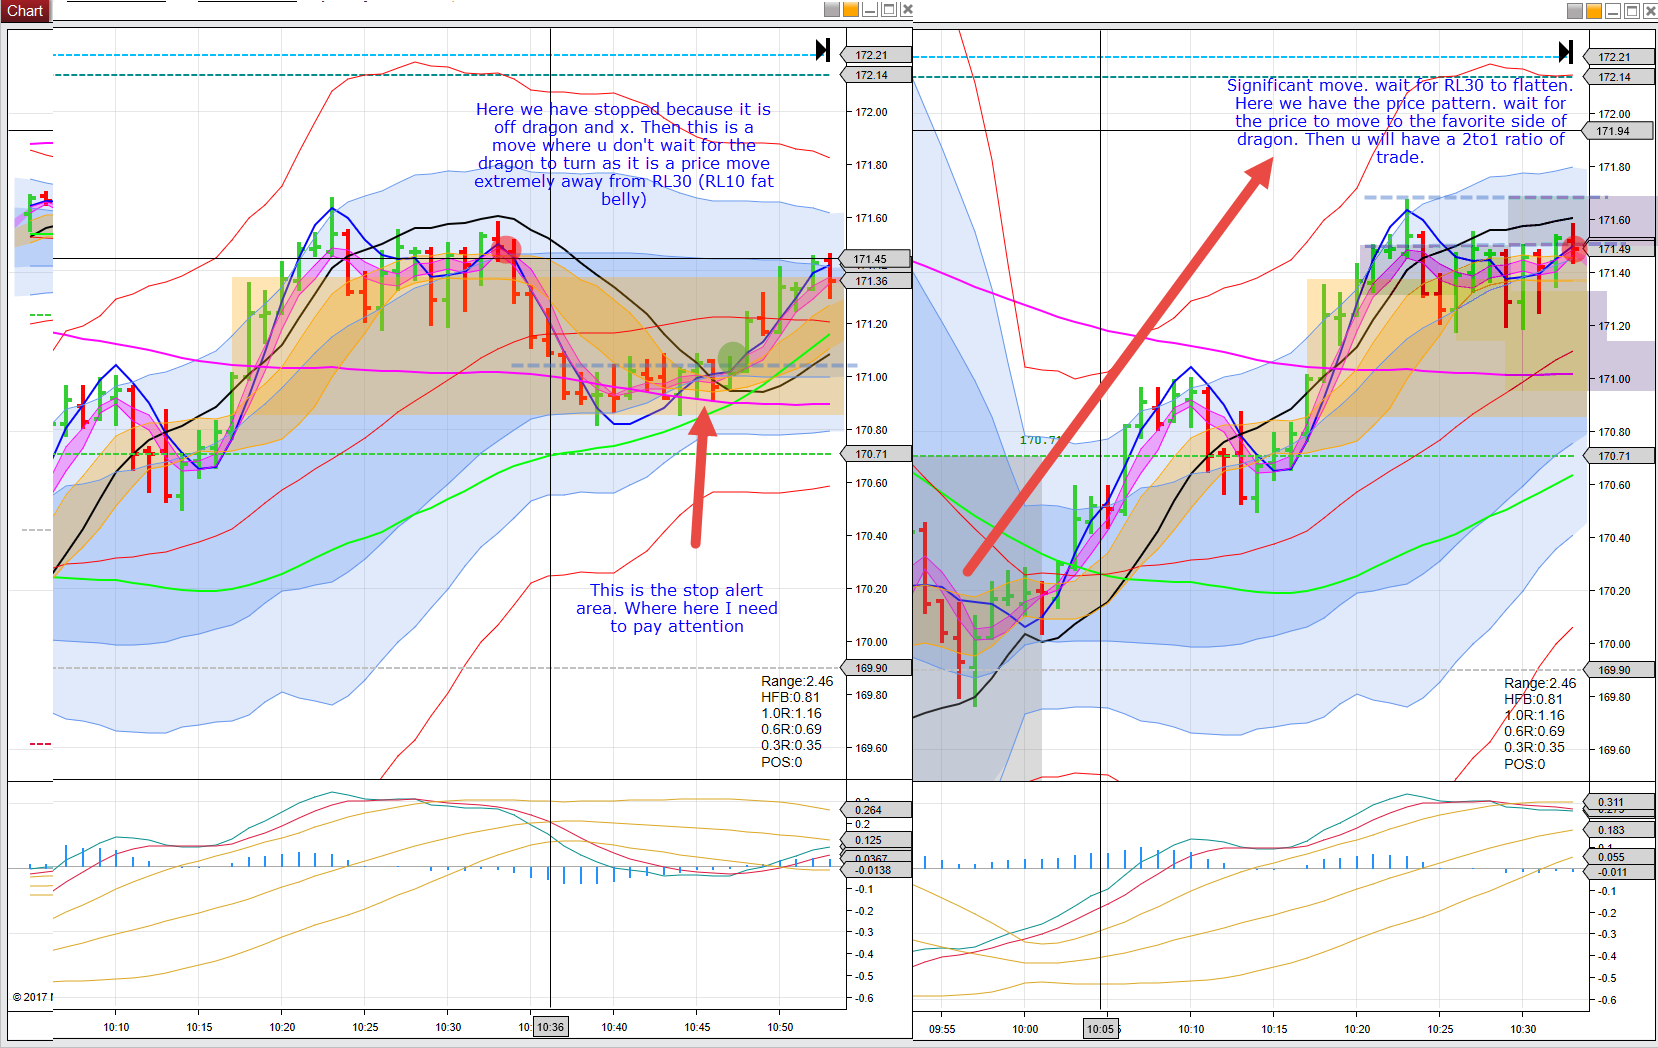 Chart
Here we have stopped because it is
off dragon and x. Then this is a
move where u don't wait for the
dragon to turn as it is a price move
extremely away from RL30 (RL10 fat
belly)
This is the stop alert
area. Where here I need
to pay attention
Range:2.46
HFB:0.81
1.0R:1.16
0.6R:0.69
0.3R:0.35
POS:0
172.21
172.14
172.00
171.80
171.60
171.45
171.36
171.20
171.00
170.80
170.71
170.60
170.40
170.20
170.00
169.90
169.80
169.60
0.264
0.2
0.125
0.0367
-0.0138
-0.1
-0.2
-0.3
-0.4
-0.5
-0.6
© 2017
10:10 10:15 10:20 10:25 10:30 10:36 10:40 10:45 10:50
Significant move. wait for RL30 to flatten.
Here we have the price pattern. wait for
the price to move to the favorite side of
dragon. Then u will have a 2to1 ratio of
trade.
170.71
Range:2.46
HFB:0.81
1.0R:1.16
0.6R:0.69
0.3R:0.35
POS:0
172.21
172.14
172.00
171.94
171.80
171.60
171.49
171.40
171.20
171.00
170.80
170.71
170.60
170.40
170.20
170.00
169.90
169.80
169.60
0.311
0.183
0.055
-0.011
-0.1
-0.2
-0.3
-0.4
-0.5
-0.6
09:55 10:00 10:05 10:10 10:15 10:20 10:25 10:30